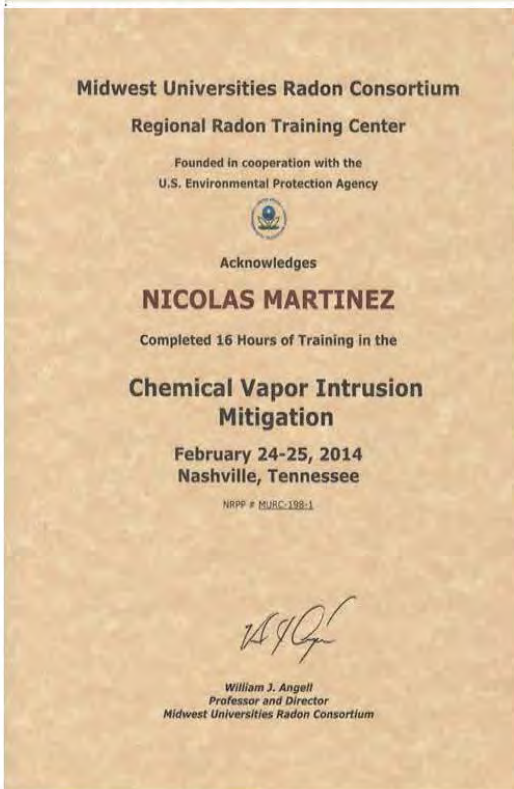 Midwest Universities Radon Consortium
Regional Radon Training Center
Founded in cooperation with the
U.S. Environmental Protection Agency
Acknowledges
NICOLAS MARTINEZ
Completed 16 Hours of Training in the
Chemical Vapor Intrusion
Mitigation
February 24-25, 2014
Nashville, Tennessee
NRPP # MURC-198-1
William J. Angell
Professor and Director
Midwest Universities Radon Consortium